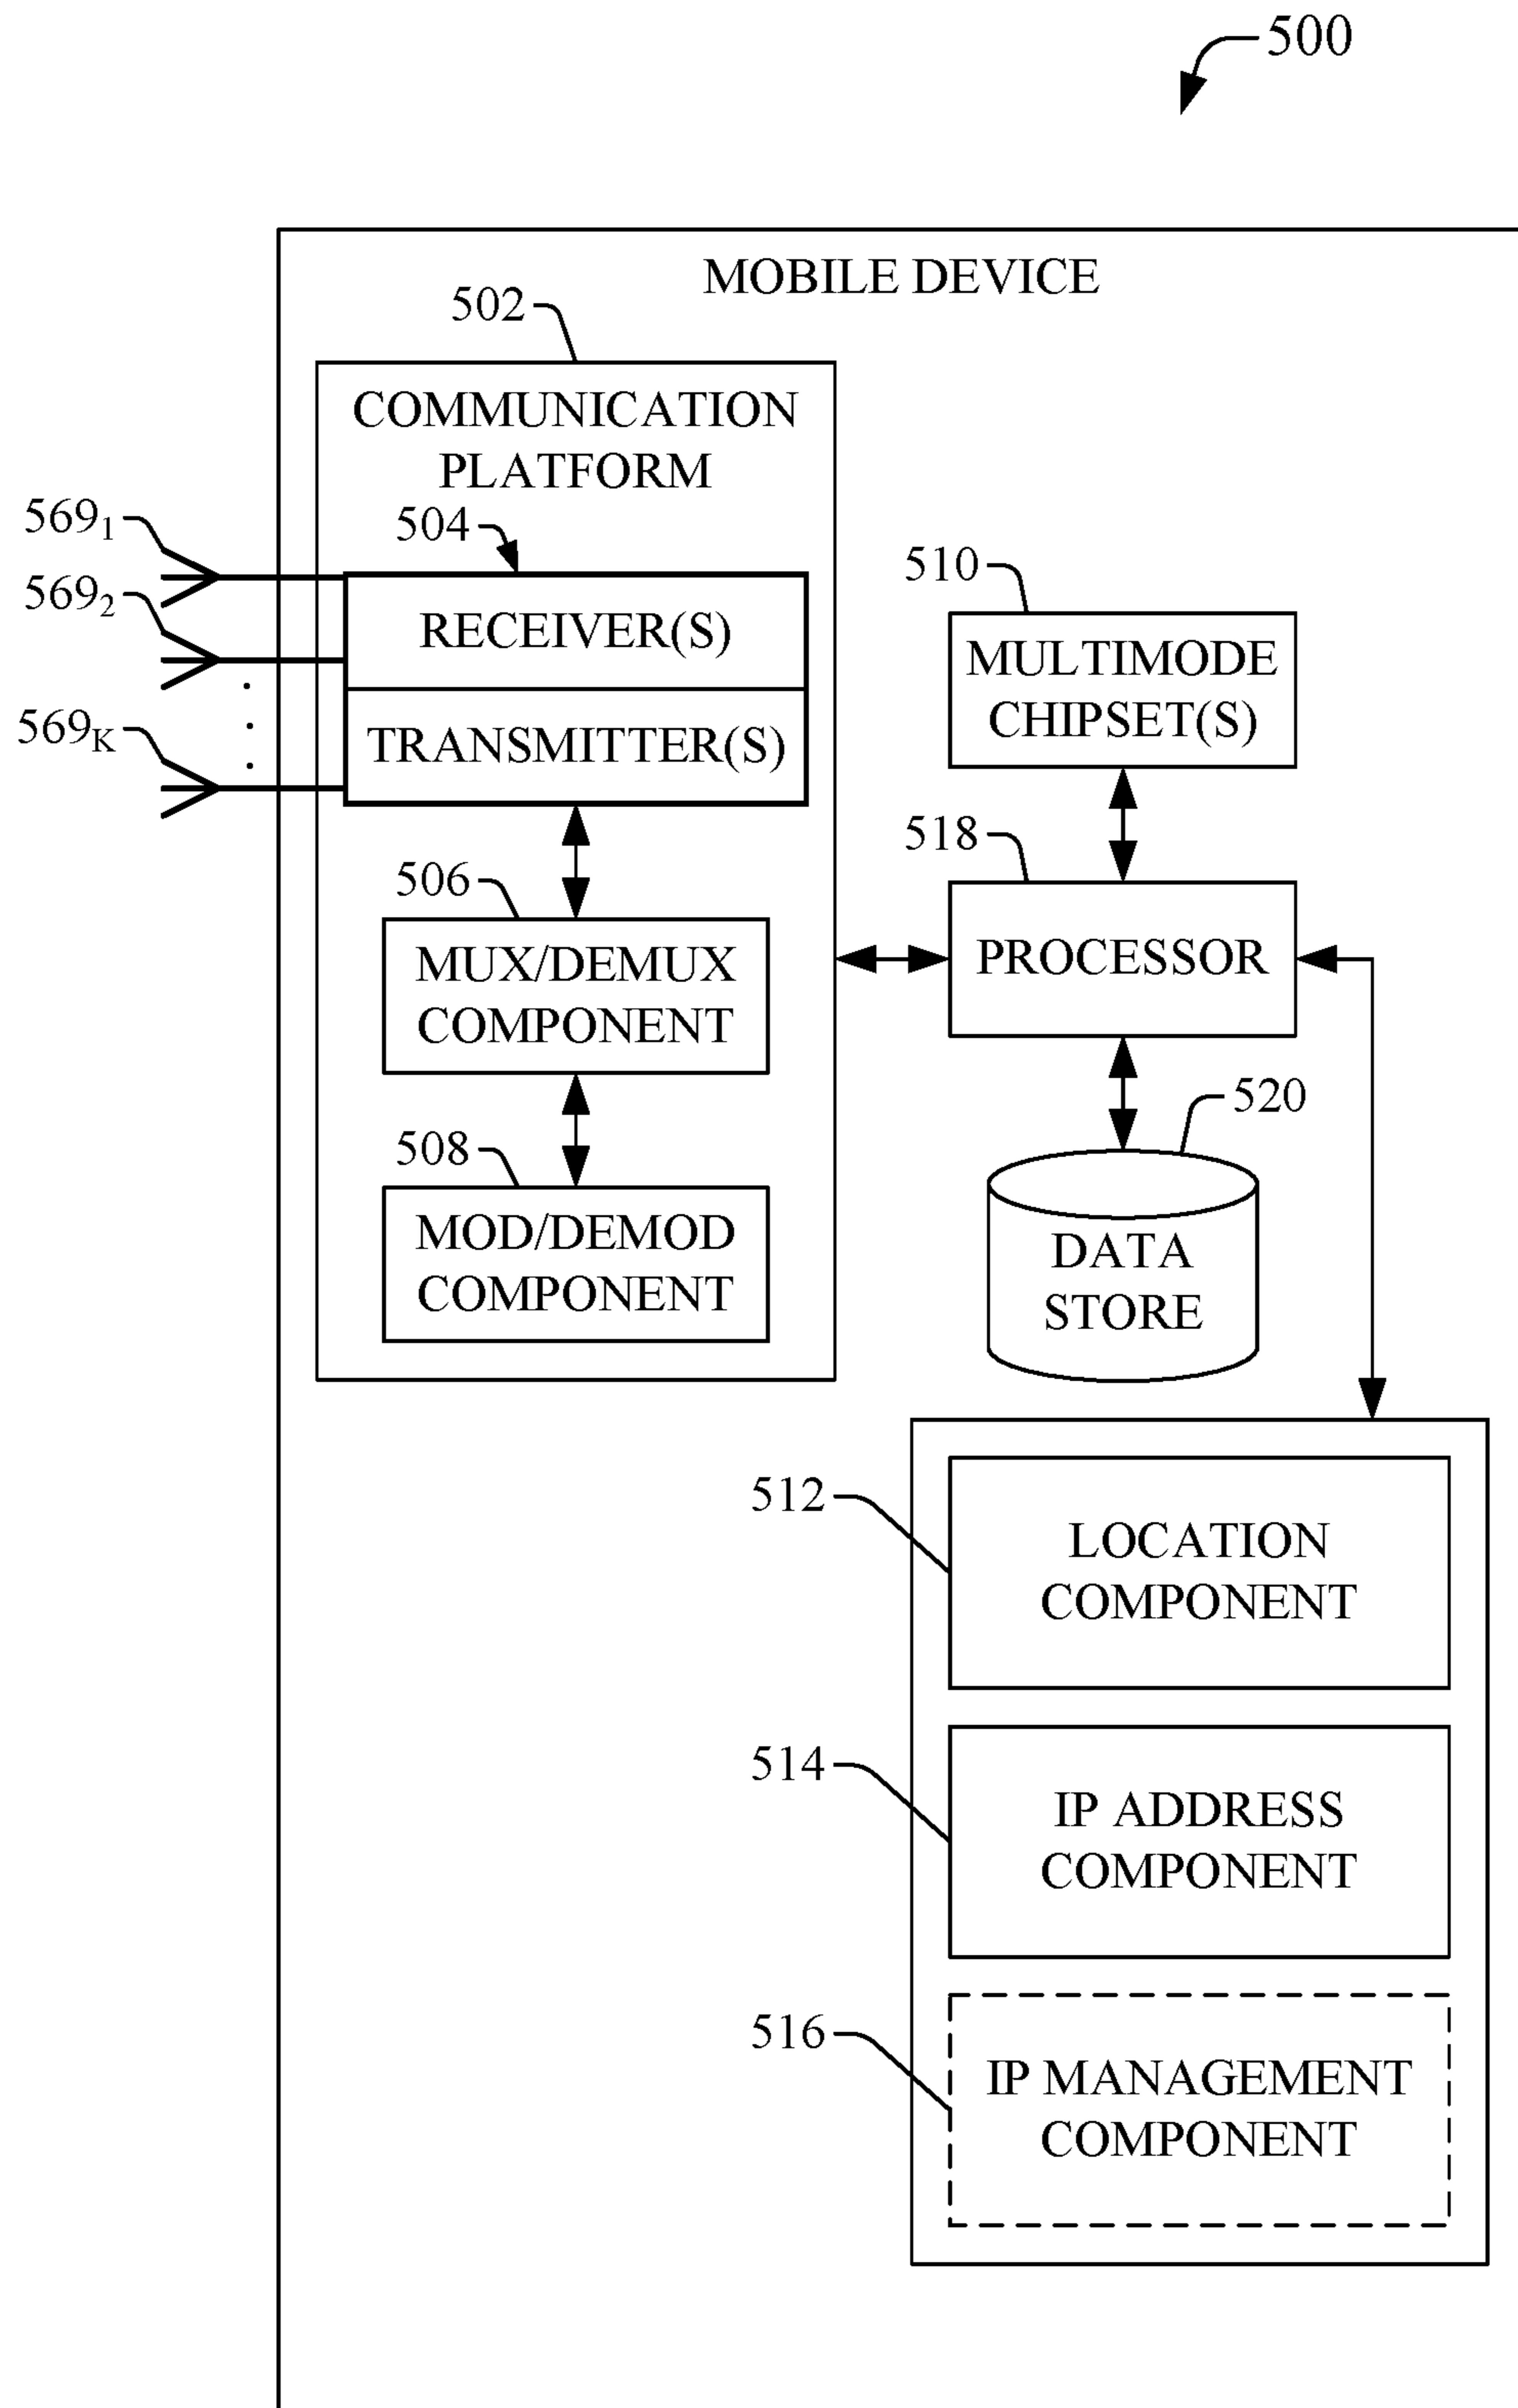 500
MOBILE DEVICE
502
COMMUNICATION
PLATFORM
569₁
504
569₂
RECEIVER(S)
510
MULTIMODE
CHIPSET(S)
569ₖ
TRANSMITTER(S)
518
506
MUX/DEMUX
COMPONENT
PROCESSOR
520
508
MOD/DEMOD
COMPONENT
DATA
STORE
512
LOCATION
COMPONENT
514
IP ADDRESS
COMPONENT
516
IP MANAGEMENT
COMPONENT